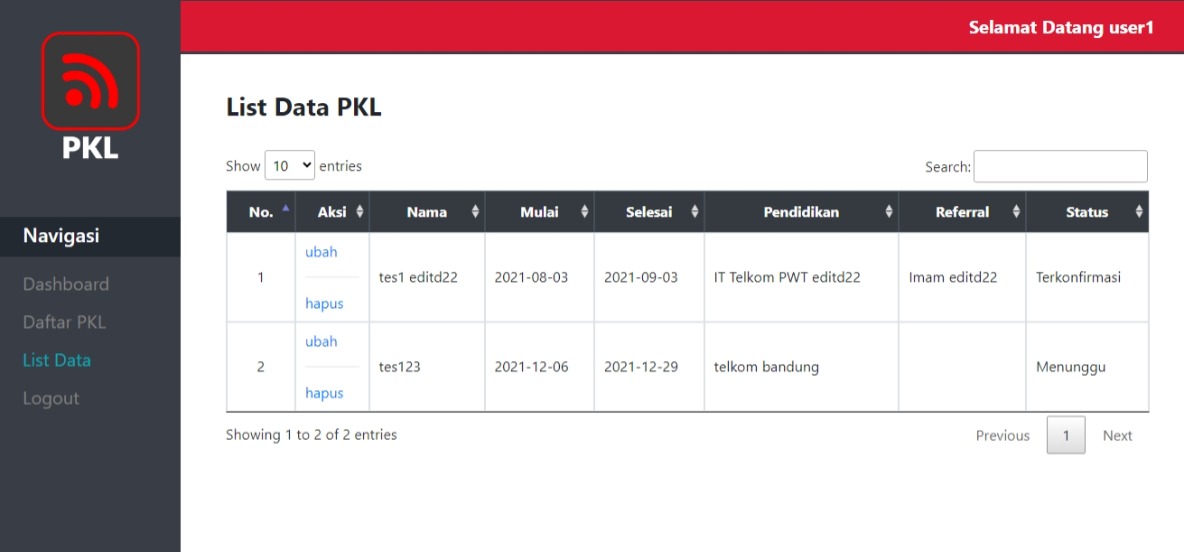 Selamat Datang user1
PKL
Navigasi
Dashboard
Daftar PKL
List Data
Logout
List Data PKL
Show 10 entries
Search:
No. Aksi Nama Mulai Selesai Pendidikan Referral Status
1 ubah hapus tes1 editd22 2021-08-03 2021-09-03 IT Telkom PWT editd22 Imam editd22 Terkonfirmasi
2 ubah hapus tes123 2021-12-06 2021-12-29 telkom bandung Menunggu
Showing 1 to 2 of 2 entries
Previous 1 Next